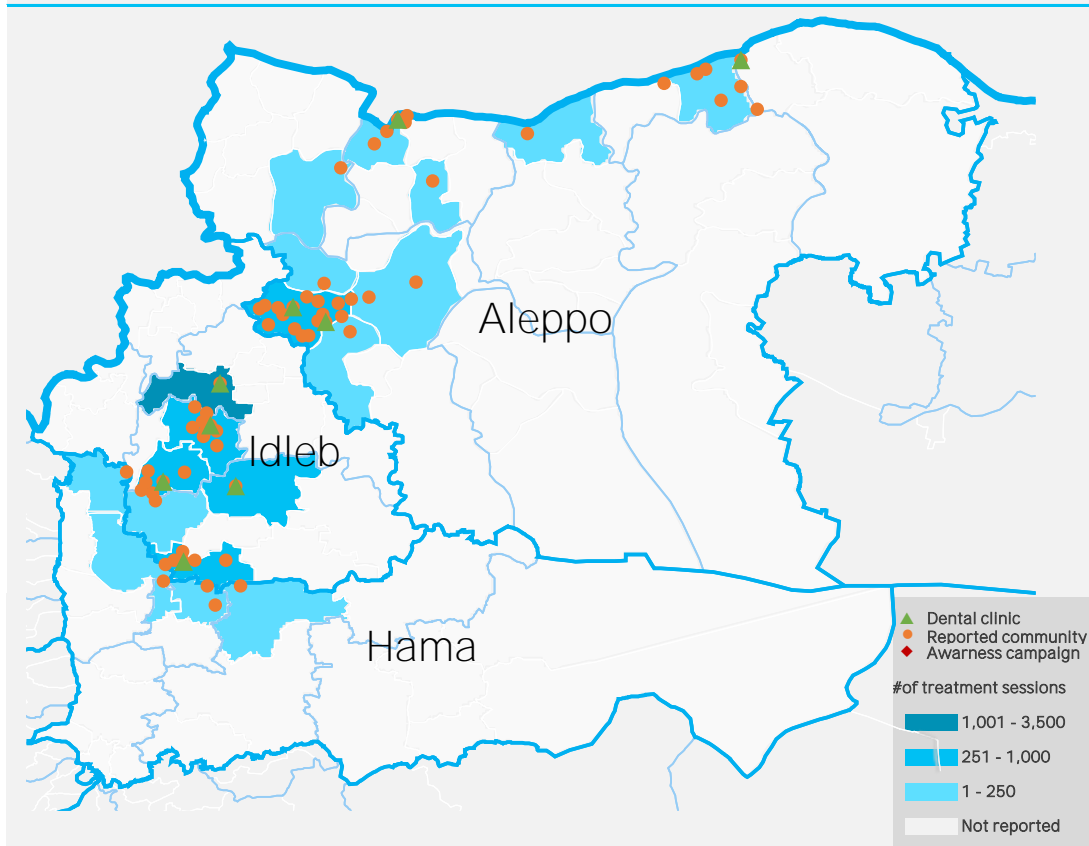 Aleppo
Idleb
Hama
Dental clinic
Reported community
Awarness campaign
#of treatment sessions
1,001 - 3,500
251 - 1,000
1 - 250
Not reported